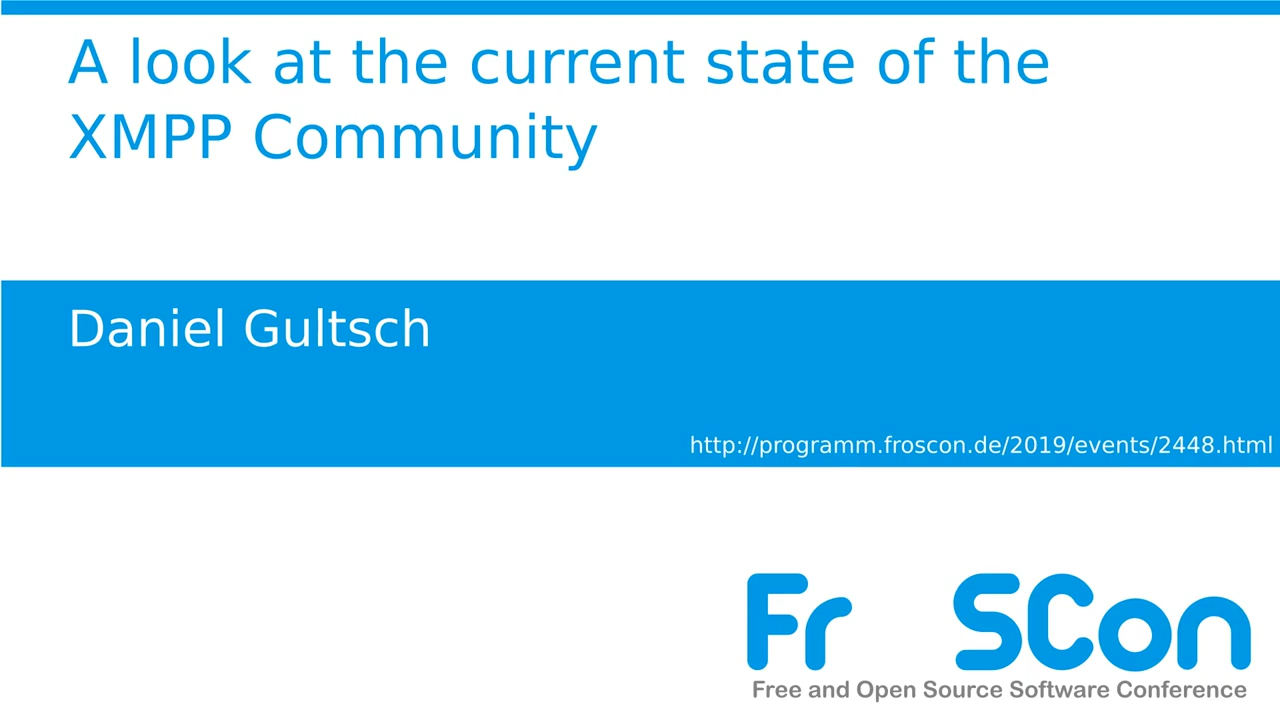 A look at the current state of the
XMPP Community
Daniel Gultsch
http://programm.froscon.de/2019/events/2448.html
Fr SCon
Free and Open Source Software Conference